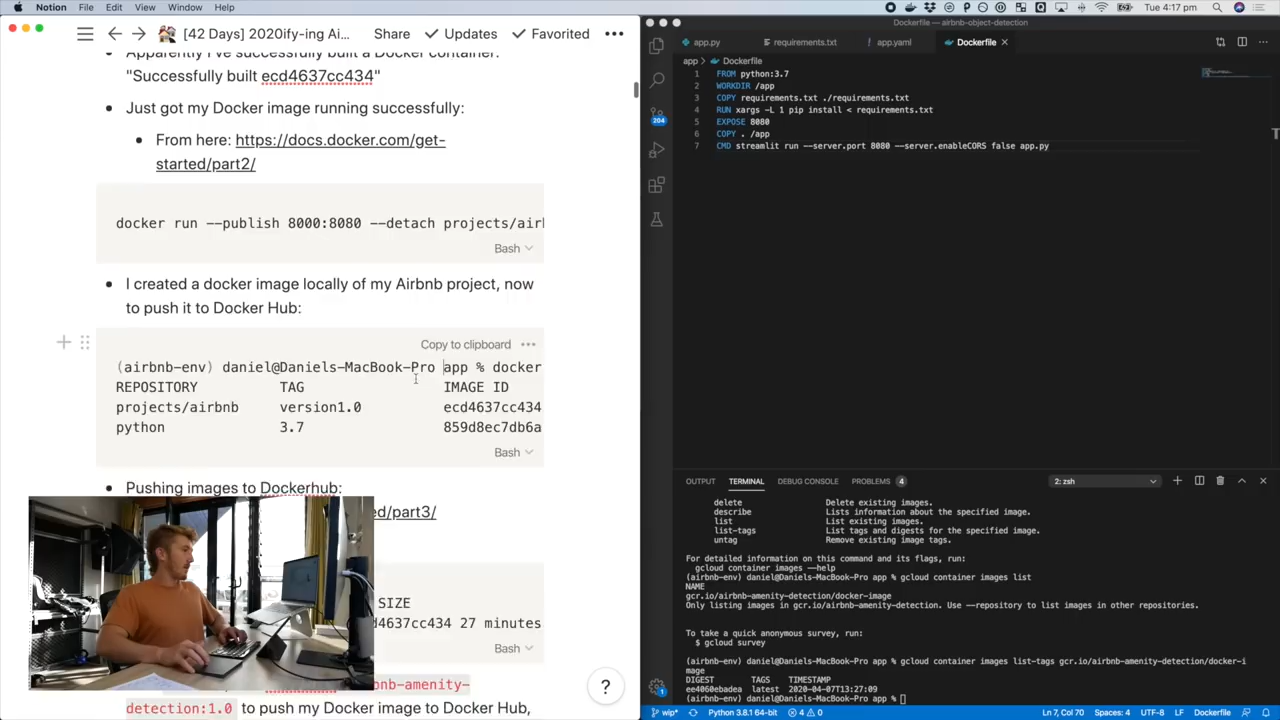 Notion File Edit View Window Help
Tue 4:17 pm
[42 Days] 2020ify-ing Ai... Share Updates Favorited
Apparently I've successfully built a Docker container:
"Successfully built ecd4637cc434"
Just got my Docker image running successfully:
From here: https://docs.docker.com/get-
started/part2/
docker run --publish 8000:8080 --detach projects/air
Bash
I created a docker image locally of my Airbnb project, now
to push it to Docker Hub:
Copy to clipboard
(airbnb-env) daniel@Daniels-MacBook-Pro app % docker
REPOSITORY TAG IMAGE ID
projects/airbnb version1.0 ecd4637cc434
python 3.7 859d8ec7db6a
Bash
Pushing images to Dockerhub:
ed/part3/
SIZE
d4637cc434 27 minutes
Bash
nb-amenity-
detection:1.0 to push my Docker image to Docker Hub,
?
Dockerfile — airbnb-object-detection
app.py requirements.txt app.yaml Dockerfile
app > Dockerfile
1 FROM python:3.7
2 WORKDIR /app
3 COPY requirements.txt ./requirements.txt
4 RUN xargs -L 1 pip install < requirements.txt
5 EXPOSE 8080
6 COPY . /app
7 CMD streamlit run --server.port 8080 --server.enableCORS false app.py
204
OUTPUT TERMINAL DEBUG CONSOLE PROBLEMS 4 2: zsh
delete Delete existing images.
describe Lists information about the specified image.
list List existing images.
list-tags List tags and digests for the specified image.
untag Remove existing image tags.
For detailed information on this command and its flags, run:
gcloud container images --help
(airbnb-env) daniel@Daniels-MacBook-Pro app % gcloud container images list
NAME
gcr.io/airbnb-amenity-detection/docker-image
Only listing images in gcr.io/airbnb-amenity-detection. Use --repository to list images in other repositories.
To take a quick anonymous survey, run:
$ gcloud survey
(airbnb-env) daniel@Daniels-MacBook-Pro app % gcloud container images list-tags gcr.io/airbnb-amenity-detection/docker-i
mage
DIGEST TAGS TIMESTAMP
ee4060ebadea latest 2020-04-07T13:27:09
(airbnb-env) daniel@Daniels-MacBook-Pro app %
1
wip* Python 3.8.1 64-bit 4 0 Ln 7, Col 70 Spaces: 4 UTF-8 LF Dockerfile